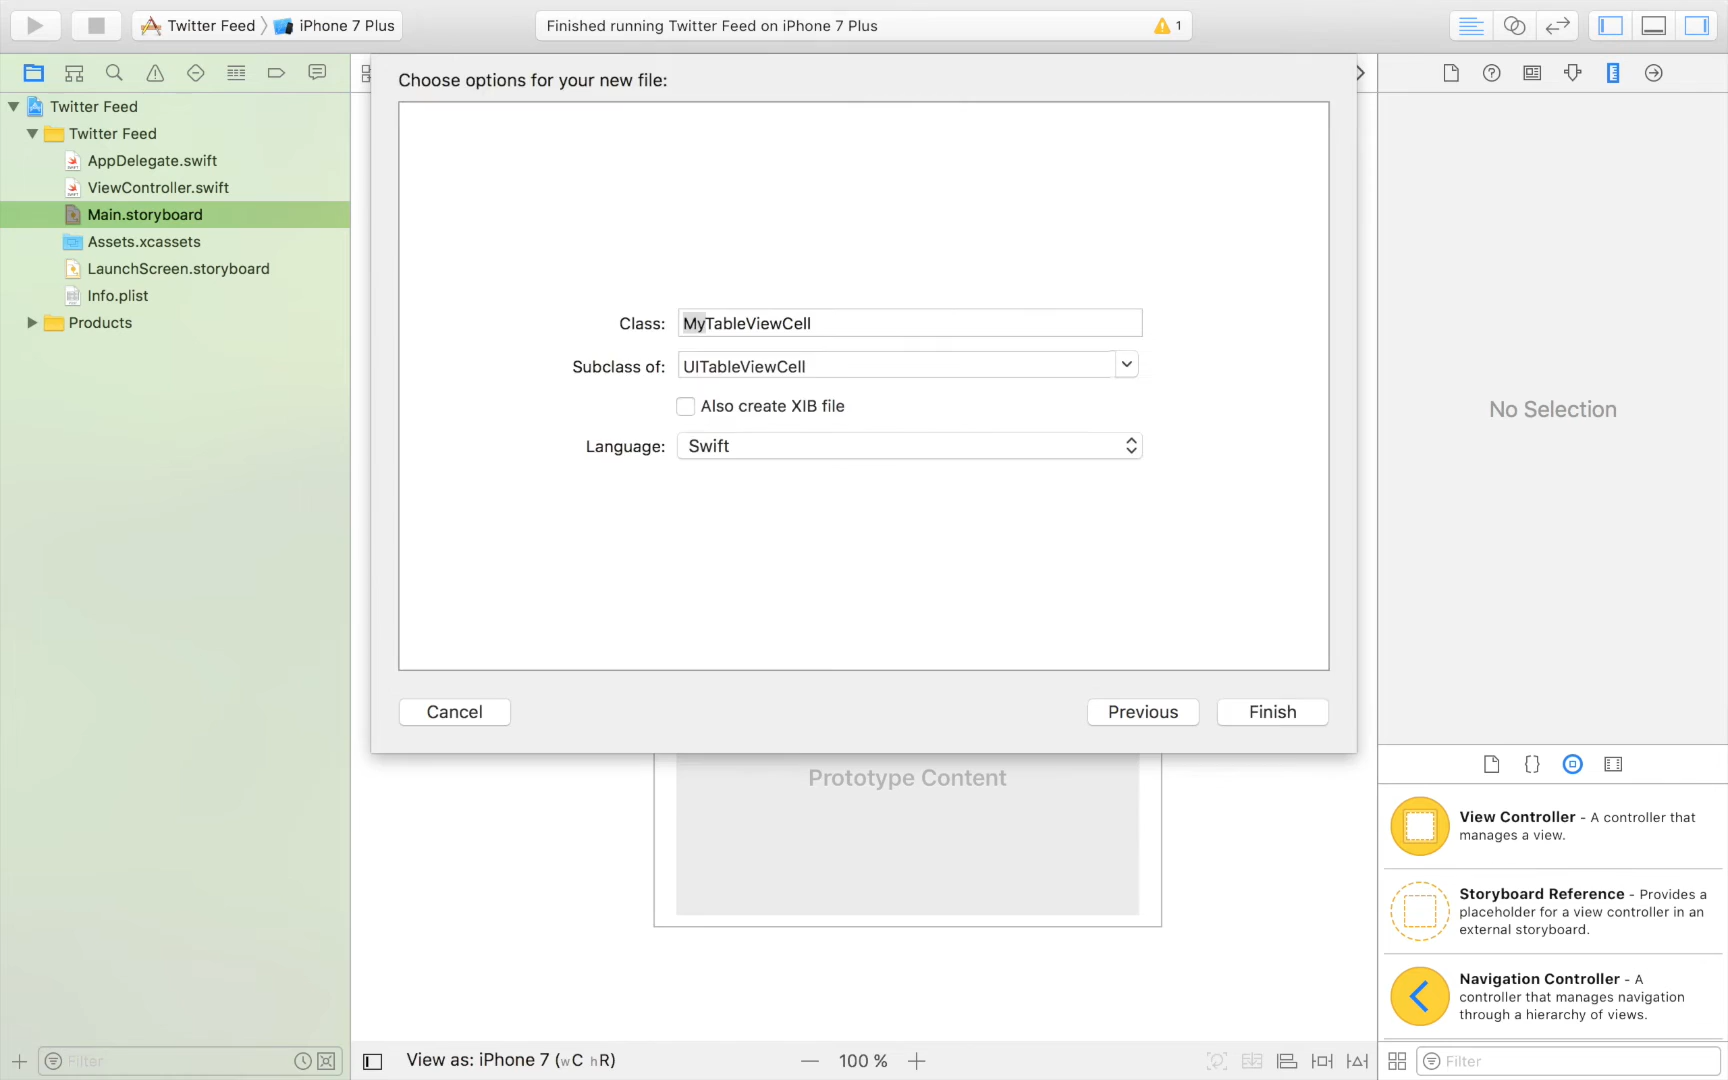 Twitter Feed
iPhone 7 Plus
Finished running Twitter Feed on iPhone 7 Plus
1
Choose options for your new file:
Twitter Feed
Twitter Feed
AppDelegate.swift
ViewController.swift
Main.storyboard
Assets.xcassets
LaunchScreen.storyboard
Info.plist
Products
Class:
MyTableViewCell
Subclass of:
UITableViewCell
Also create XIB file
Language:
Swift
No Selection
Cancel
Previous
Finish
Prototype Content
View Controller - A controller that
manages a view.
Storyboard Reference - Provides a
placeholder for a view controller in an
external storyboard.
Navigation Controller - A
controller that manages navigation
through a hierarchy of views.
Filter
View as: iPhone 7 (wC hR)
100 %
Filter